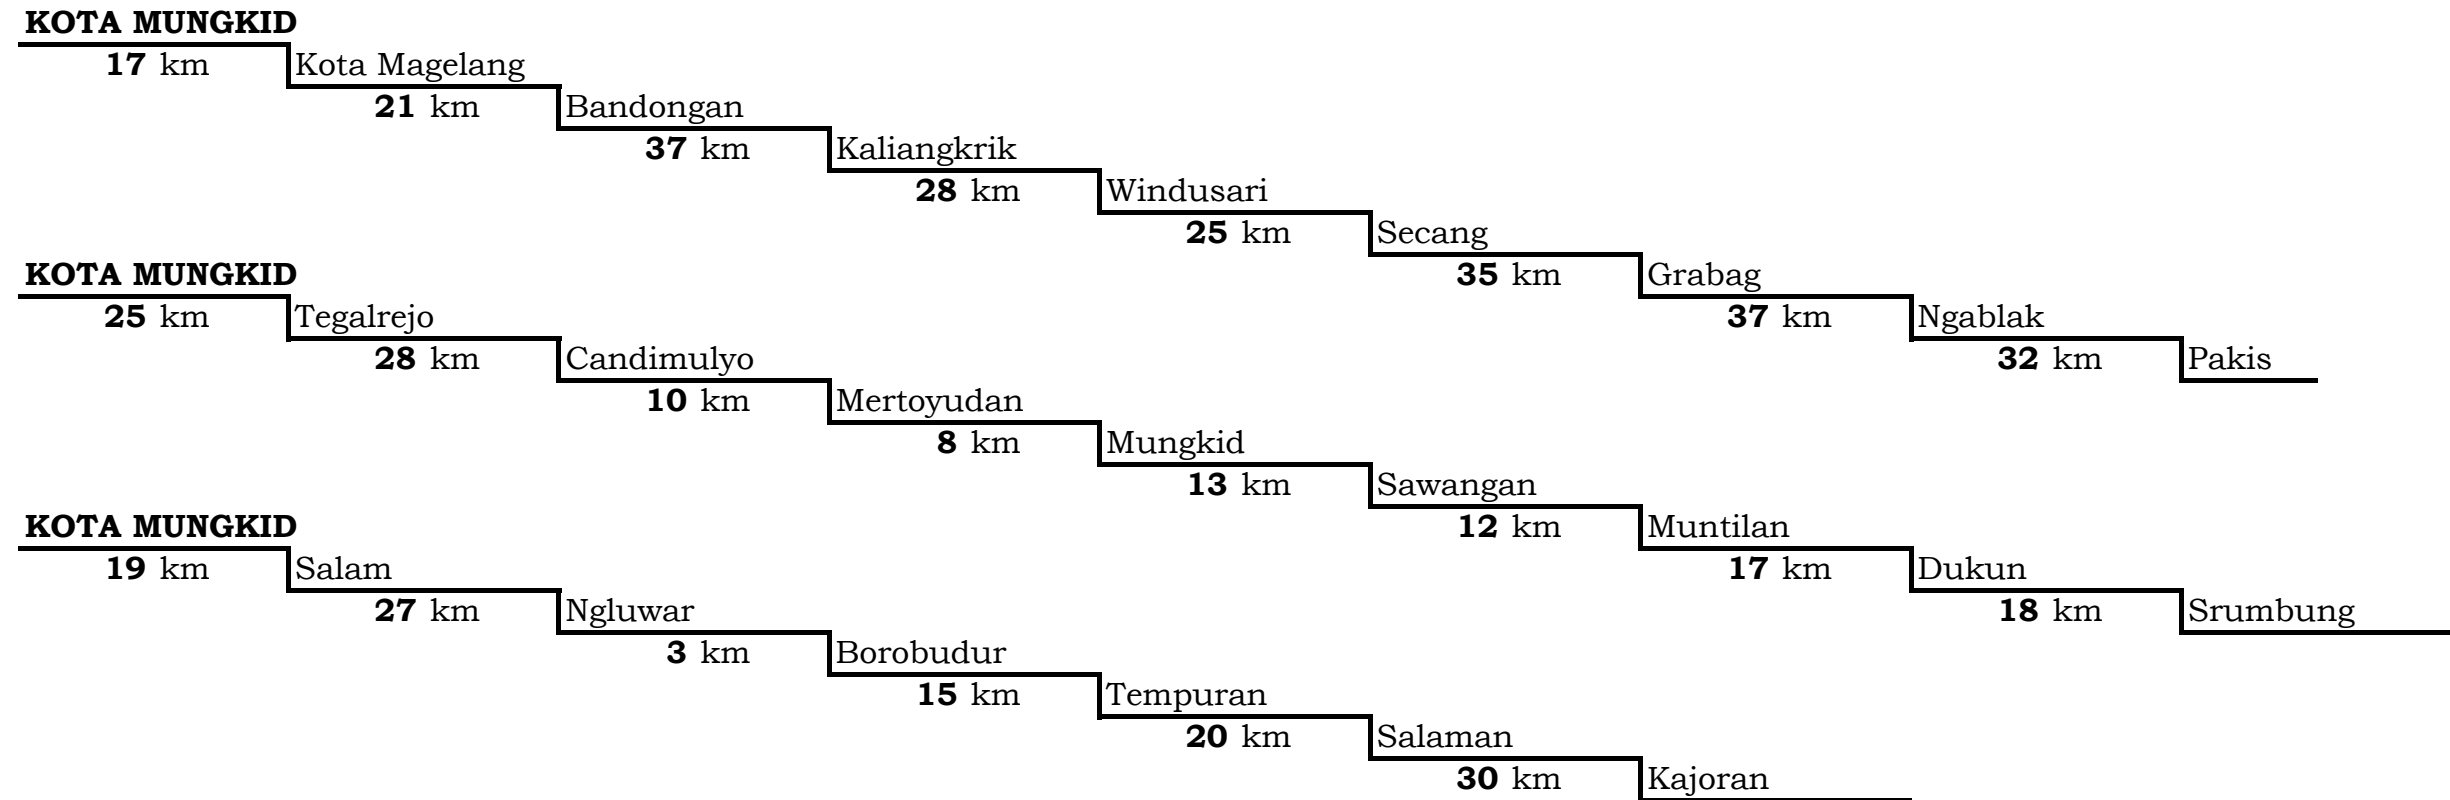 KOTA MUNGKID
17 km Kota Magelang
21 km Bandongan
37 km Kaliangkrik
28 km Windusari
25 km Secang
35 km Grabag
37 km Ngablak
32 km Pakis
KOTA MUNGKID
25 km Tegalrejo
28 km Candimulyo
10 km Mertoyudan
8 km Mungkid
13 km Sawangan
12 km Muntilan
17 km Dukun
18 km Srumbung
KOTA MUNGKID
19 km Salam
27 km Ngluwar
3 km Borobudur
15 km Tempuran
20 km Salaman
30 km Kajoran